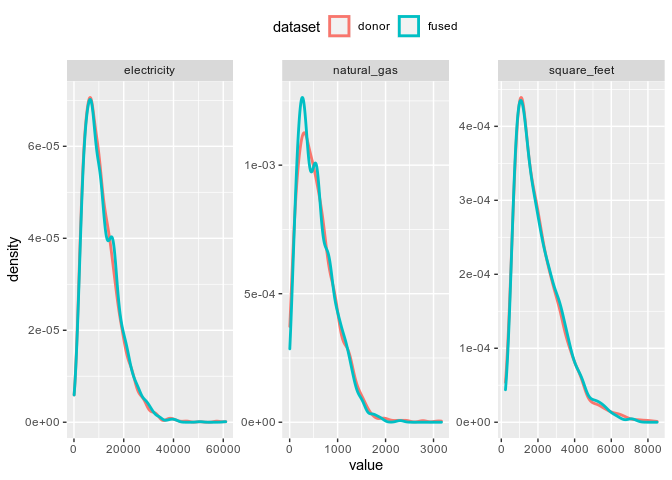 dataset donor fused
electricity natural_gas square_feet
density
6e-05
4e-05
2e-05
0e+00
1e-03
5e-04
0e+00
4e-04
3e-04
2e-04
1e-04
0e+00
0 20000 40000 60000
0 1000 2000 3000
0 2000 4000 6000 8000
value